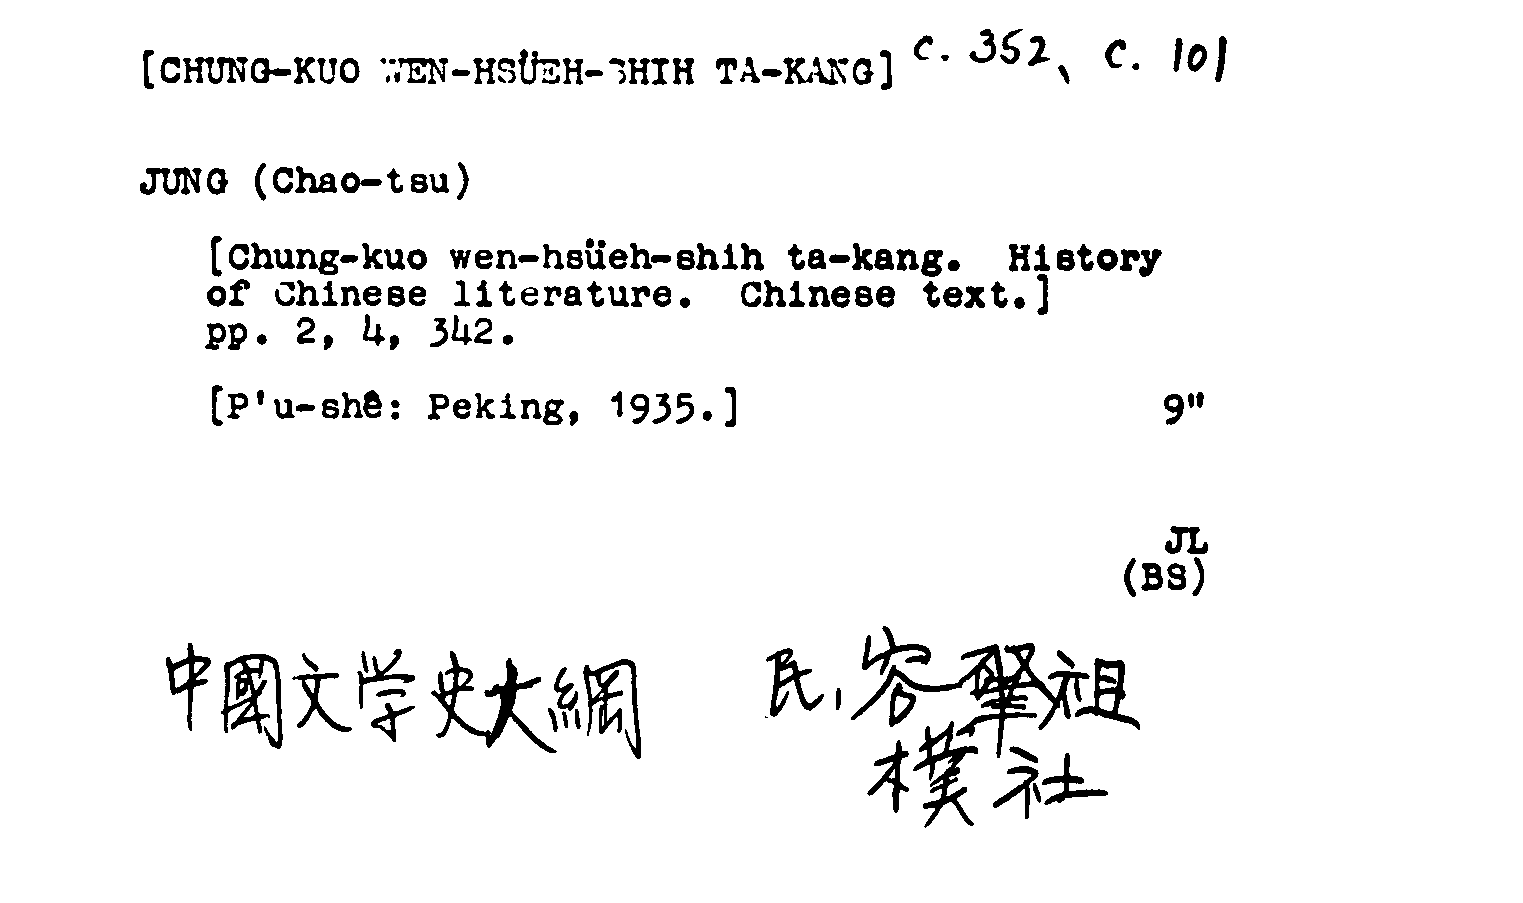 [CHUNG-KUO WEN-HSÜEH-SHIH TA-KANG] C. 352、 C. 101
JUNG (Chao-tsu)
[Chung-kuo wen-hsüeh-shih ta-kang. History
of Chinese literature. Chinese text.]
pp. 2, 4, 342.
[P'u-shê: Peking, 1935.] 9"
JL
(BS)
中國文学史大綱 民, 容肇祖
樸社